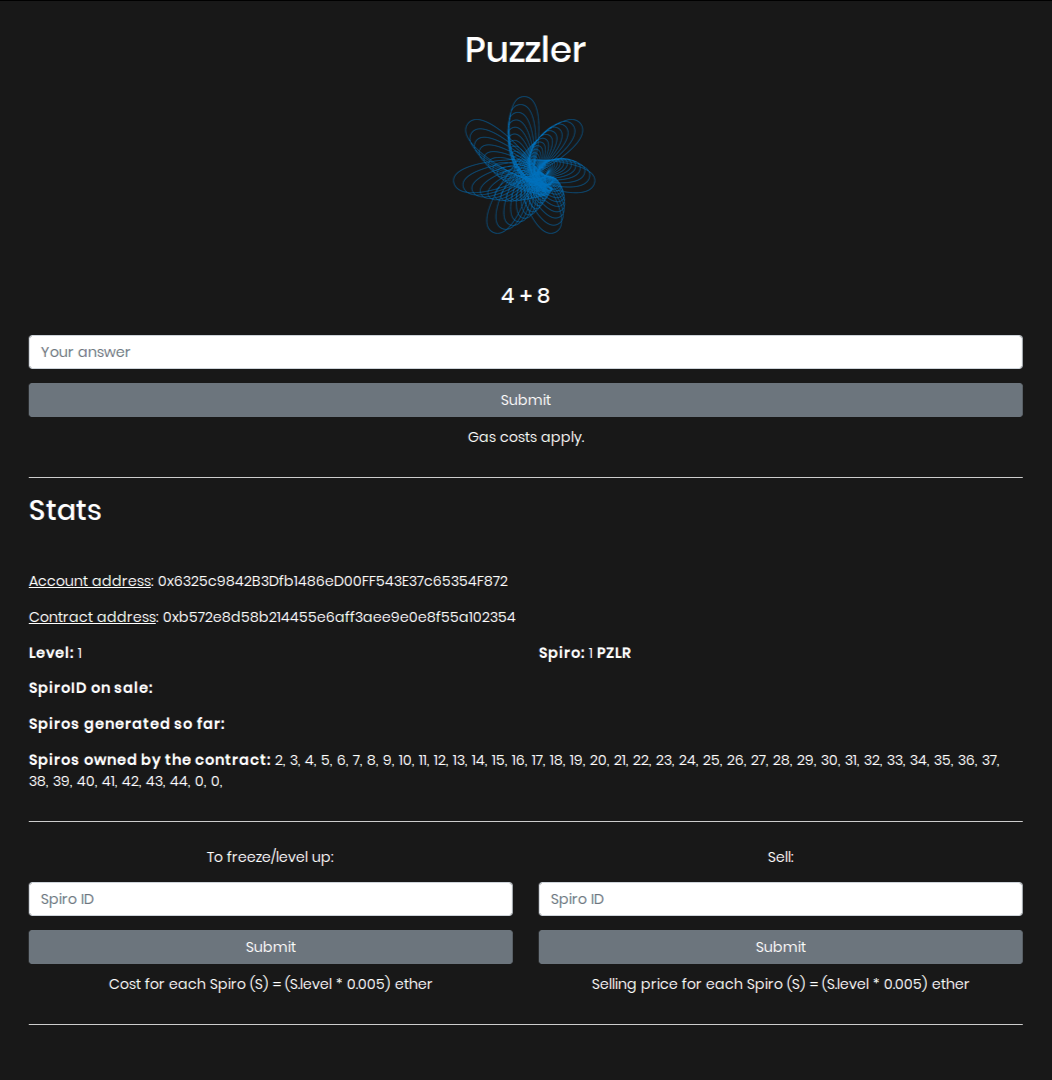 Puzzler
4 + 8
Your answer
Submit
Gas costs apply.
Stats
Account address: 0x6325c9842B3Dfb1486eD00FF543E37c65354F872
Contract address: 0xb572e8d58b214455e6aff3aee9e0e8f55a102354
Level: 1
Spiro: 1 PZLR
SpiroID on sale:
Spiros generated so far:
Spiros owned by the contract: 2, 3, 4, 5, 6, 7, 8, 9, 10, 11, 12, 13, 14, 15, 16, 17, 18, 19, 20, 21, 22, 23, 24, 25, 26, 27, 28, 29, 30, 31, 32, 33, 34, 35, 36, 37,
38, 39, 40, 41, 42, 43, 44, 0, 0,
To freeze/level up:
Spiro ID
Submit
Cost for each Spiro (S) = (S.level * 0.005) ether
Sell:
Spiro ID
Submit
Selling price for each Spiro (S) = (S.level * 0.005) ether